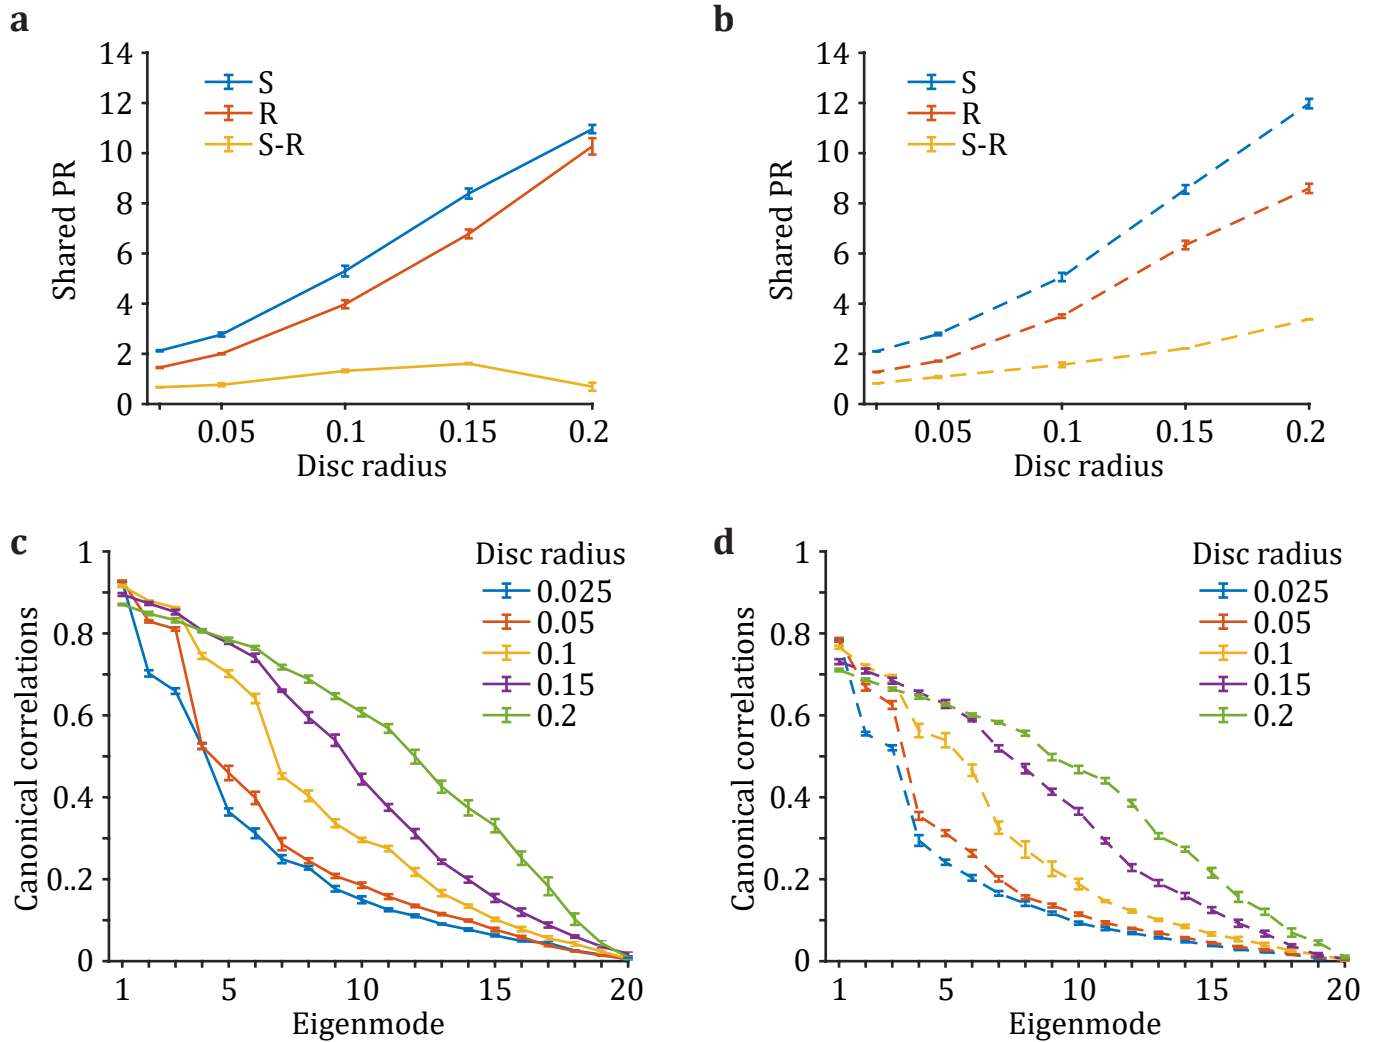 a
14
12
10
8
6
4
2
0
Shared PR
S
R
S-R
0.05 0.1 0.15 0.2
Disc radius
b
14
12
10
8
6
4
2
0
Shared PR
S
R
S-R
0.05 0.1 0.15 0.2
Disc radius
c
1
0.8
0.6
0.4
0.2
0
Canonical correlations
Disc radius
0.025
0.05
0.1
0.15
0.2
1 5 10 15 20
Eigenmode
d
1
0.8
0.6
0.4
0..2
0
Canonical correlations
Disc radius
0.025
0.05
0.1
0.15
0.2
1 5 10 15 20
Eigenmode